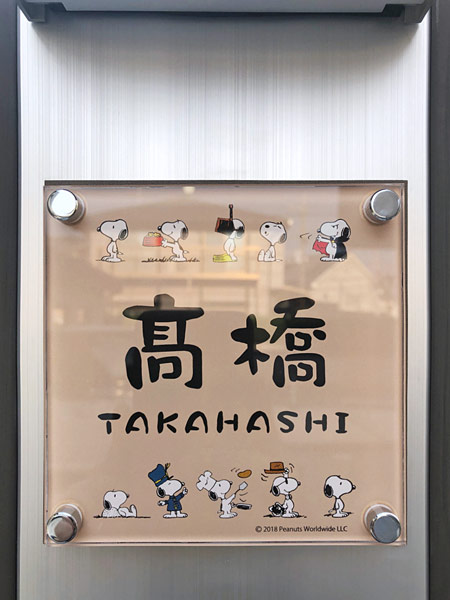 髙橋
TAKAHASHI
© 2018 Peanuts Worldwide LLC